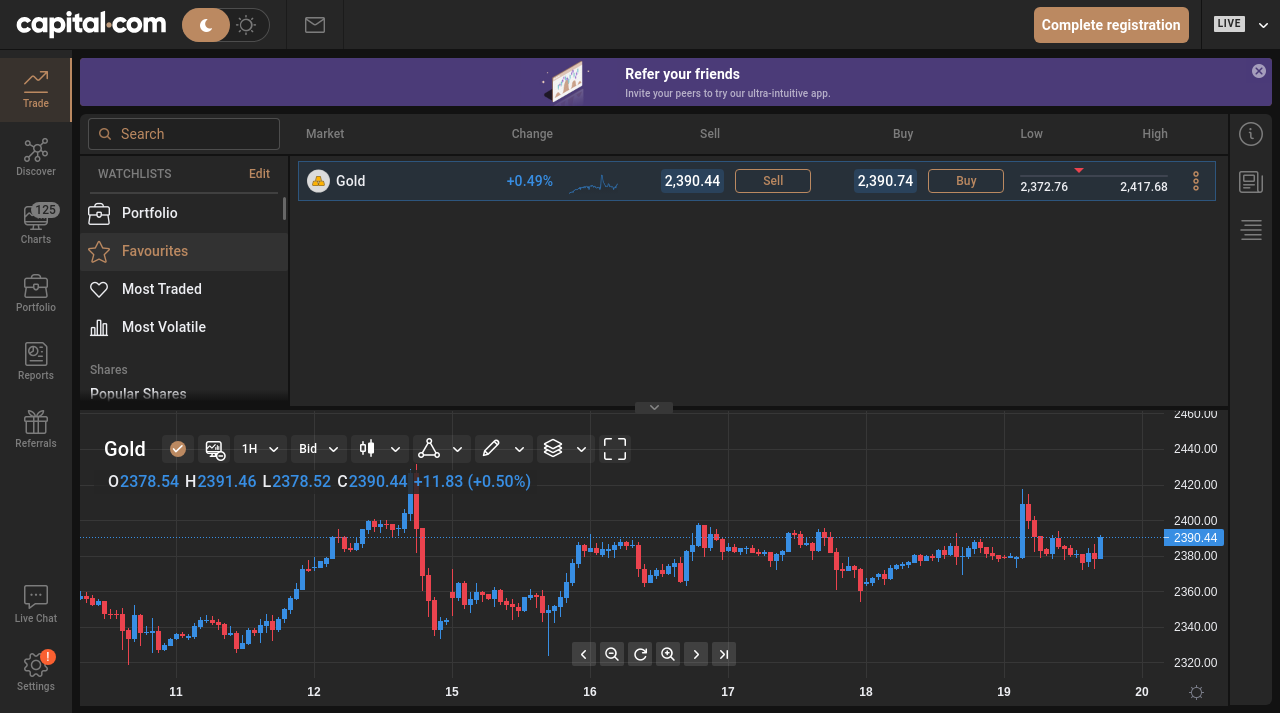 capital.com
Complete registration
LIVE
Trade
Discover
125
Charts
Portfolio
Reports
Referrals
Live Chat
!
Settings
Refer your friends
Invite your peers to try our ultra-intuitive app.
Search
Market Change Sell Buy Low High
WATCHLISTS Edit
Portfolio
Favourites
Most Traded
Most Volatile
Shares
Popular Shares
Gold +0.49% 2,390.44 Sell 2,390.74 Buy 2,372.76 2,417.68
Gold 1H Bid
O2378.54 H2391.46 L2378.52 C2390.44 +11.83 (+0.50%)
2460.00
2440.00
2420.00
2400.00
2390.44
2380.00
2360.00
2340.00
2320.00
11 12 15 16 17 18 19 20